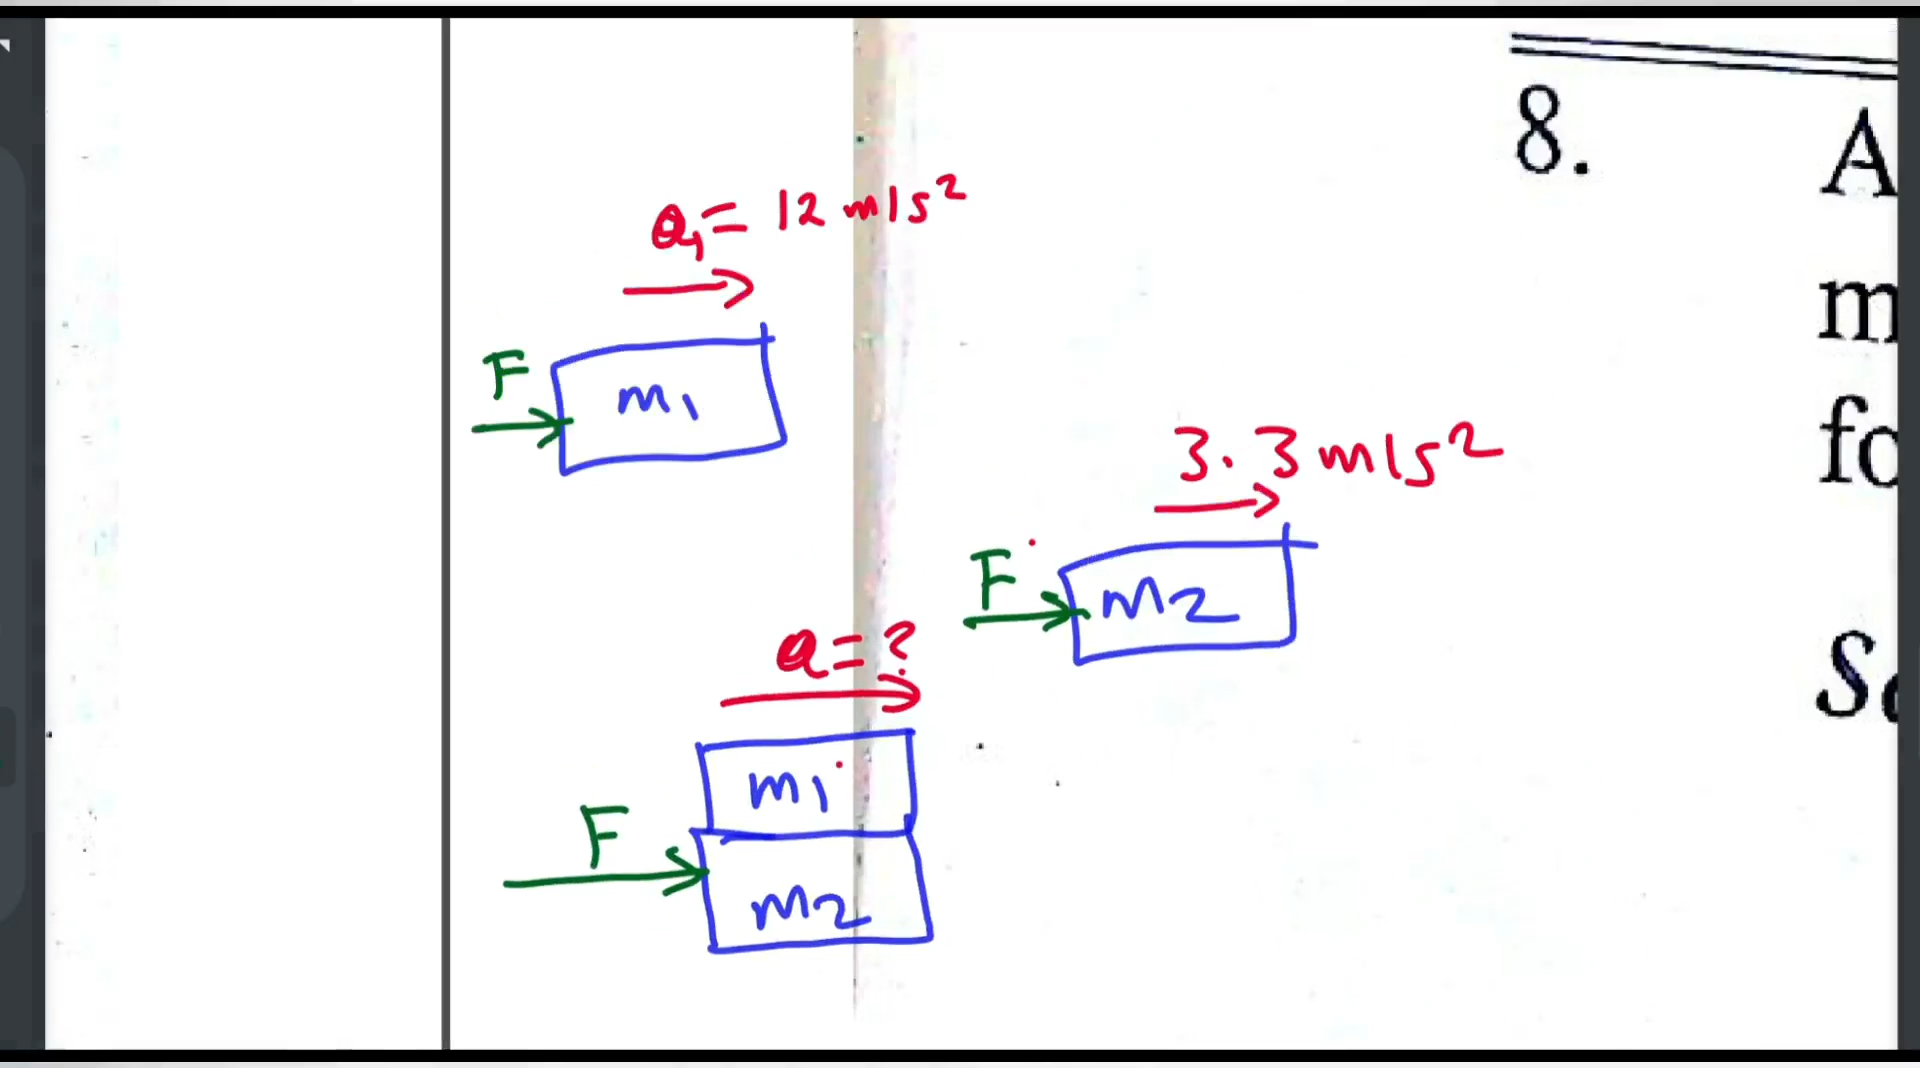 a₁ = 12 m/s²
F
m₁
3.3 m/s²
F
m2
a = ?
F
m1
m2
8.
A
m
fo